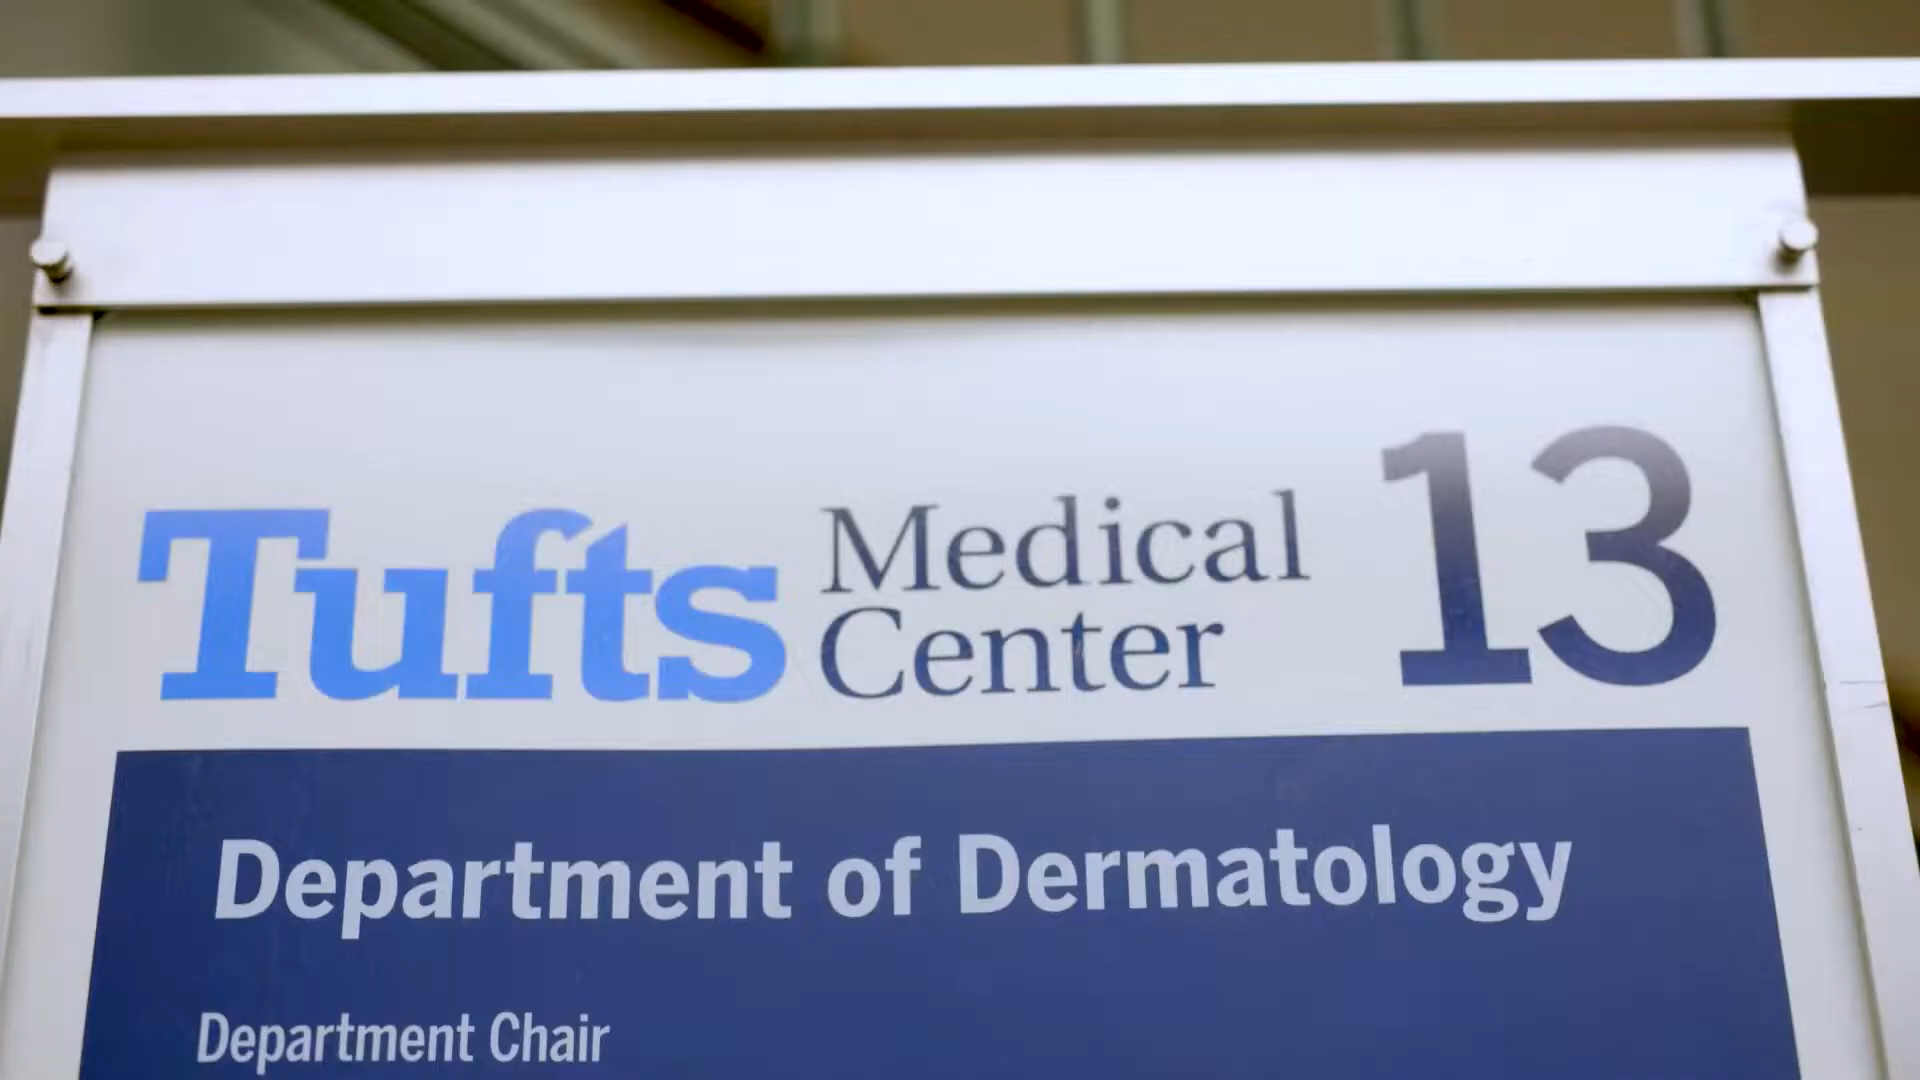 Tufts Medical Center 13
Department of Dermatology
Department Chair